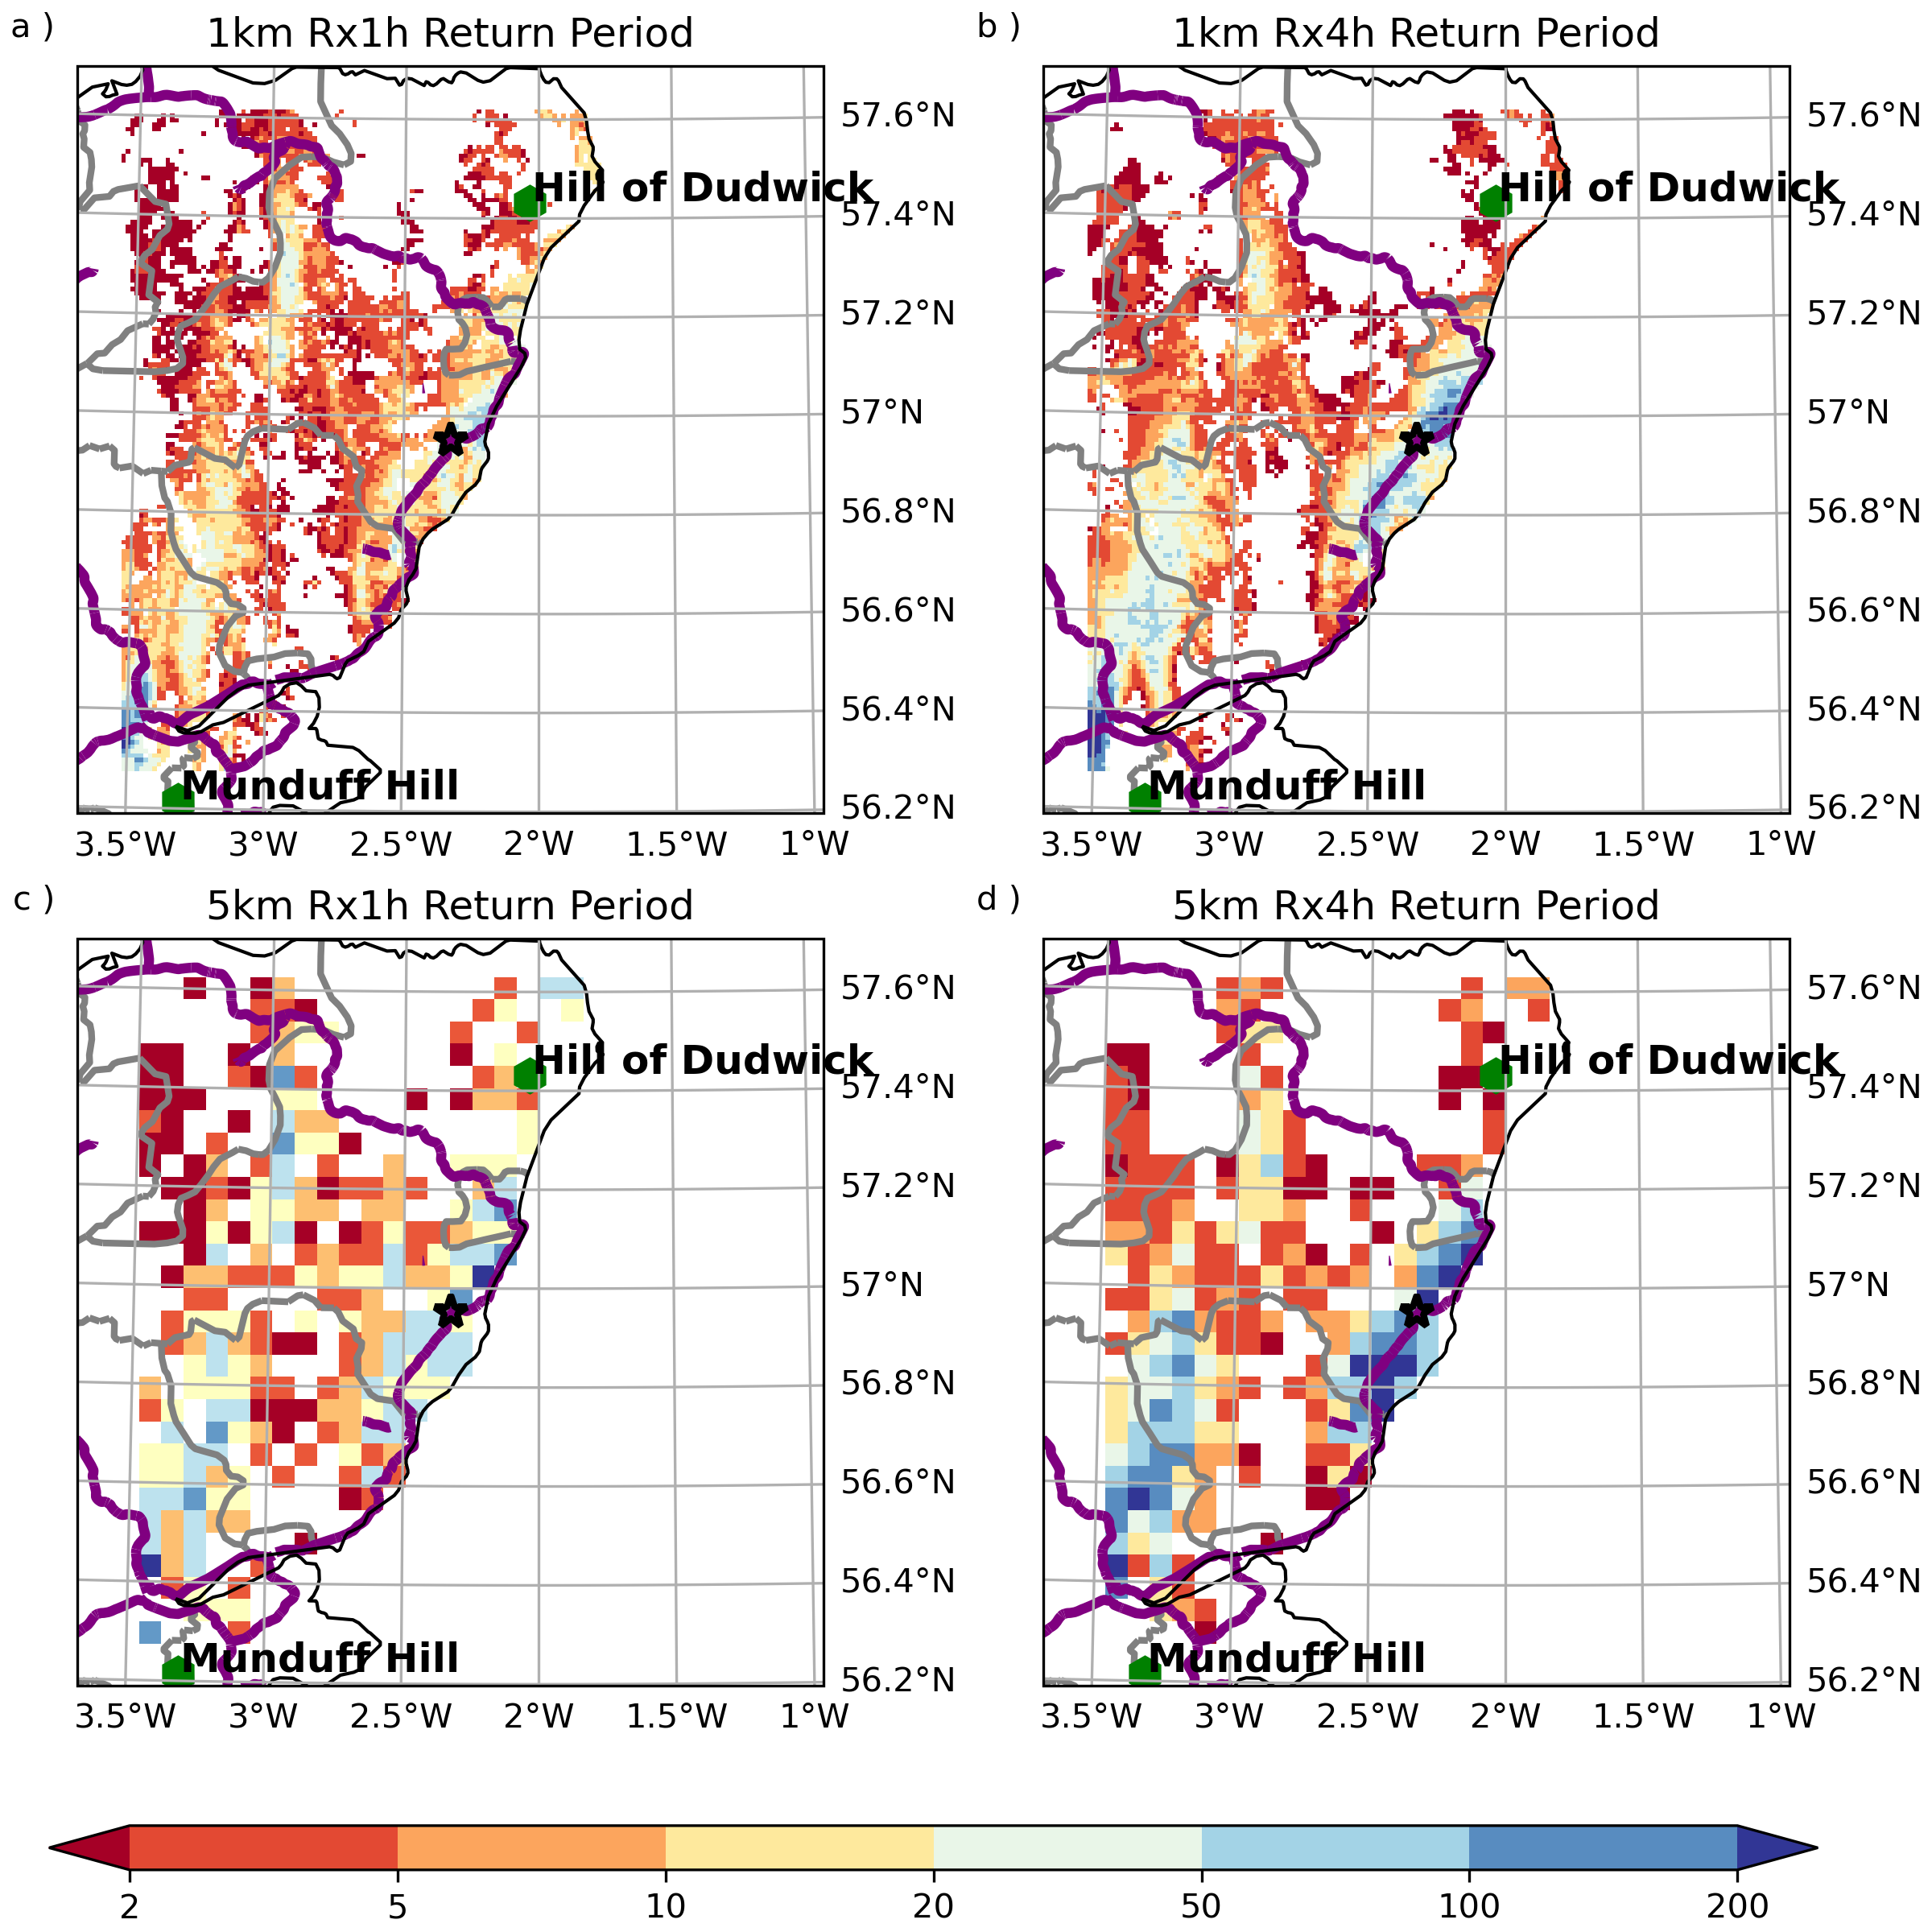 a )
1km Rx1h Return Period
57.6°N
57.4°N
57.2°N
57°N
56.8°N
56.6°N
56.4°N
56.2°N
Hill of Dudwick
Munduff Hill
3.5°W 3°W 2.5°W 2°W 1.5°W 1°W
b )
1km Rx4h Return Period
57.6°N
57.4°N
57.2°N
57°N
56.8°N
56.6°N
56.4°N
56.2°N
Hill of Dudwick
Munduff Hill
3.5°W 3°W 2.5°W 2°W 1.5°W 1°W
c )
5km Rx1h Return Period
57.6°N
57.4°N
57.2°N
57°N
56.8°N
56.6°N
56.4°N
56.2°N
Hill of Dudwick
Munduff Hill
3.5°W 3°W 2.5°W 2°W 1.5°W 1°W
d )
5km Rx4h Return Period
57.6°N
57.4°N
57.2°N
57°N
56.8°N
56.6°N
56.4°N
56.2°N
Hill of Dudwick
Munduff Hill
3.5°W 3°W 2.5°W 2°W 1.5°W 1°W
2 5 10 20 50 100 200